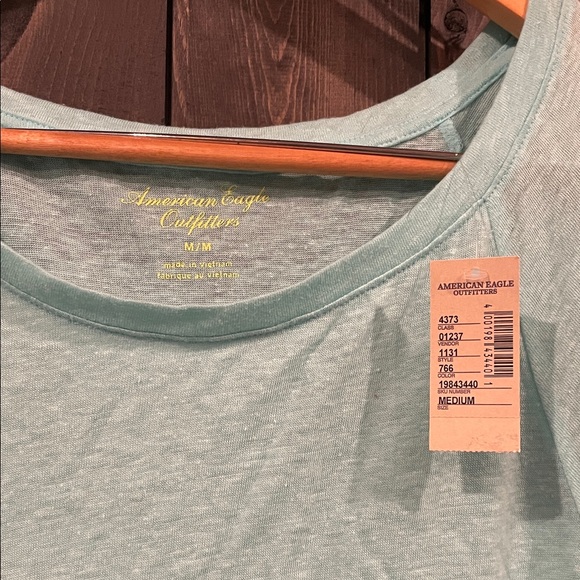 American Eagle
Outfitters
M/M
made in vietnam
fabriqué au vietnam
AMERICAN EAGLE
OUTFITTERS
4373
CLASS
01237
VENDOR
1131
STYLE
766
COLOR
19843440
SKU NUMBER
MEDIUM
SIZE
400198434401